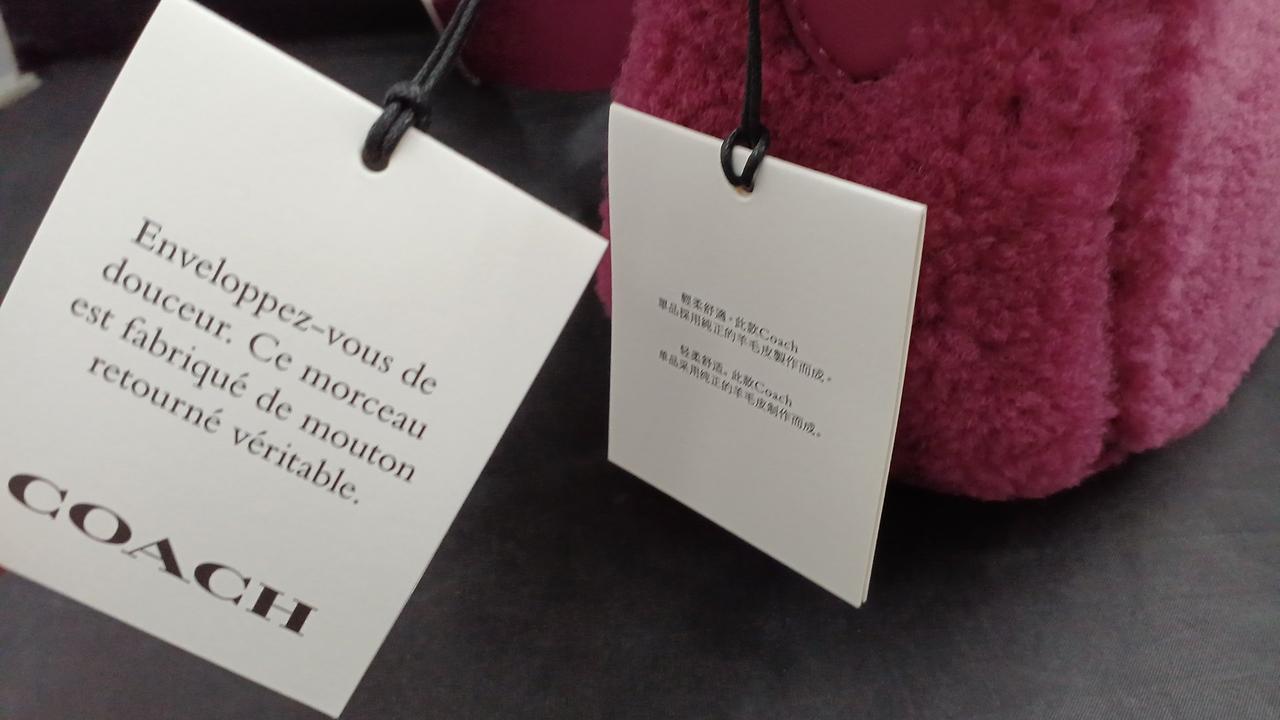 Enveloppez-vous de
douceur. Ce morceau
est fabriqué de mouton
retourné véritable.
COACH
輕柔舒適。此款Coach
單品採用純正的羊毛皮製作而成。
轻柔舒适。此款Coach
单品采用纯正的羊毛皮制作而成。